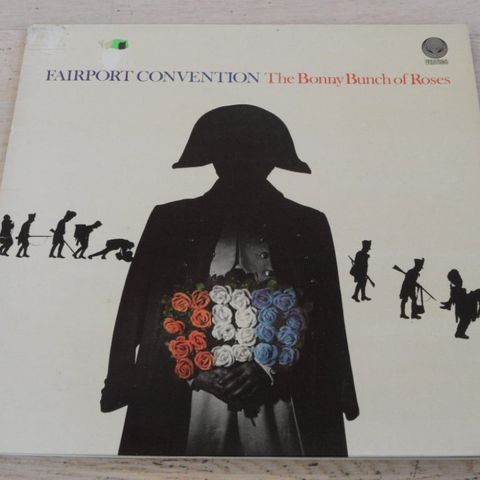 FAIRPORT CONVENTION The Bonny Bunch of Roses